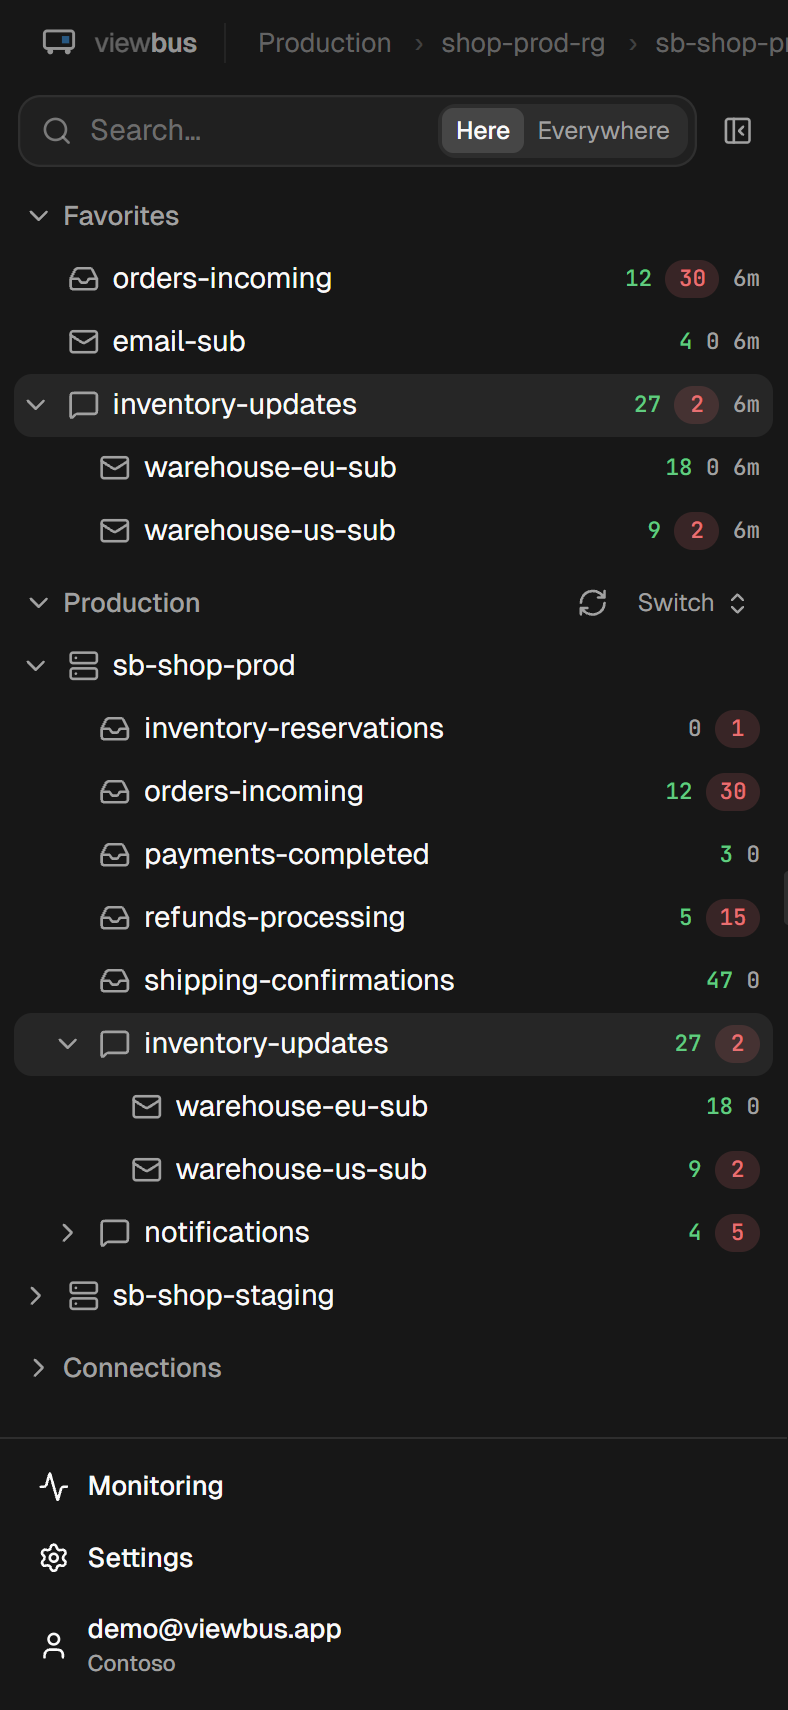 viewbus Production › shop-prod-rg › sb-shop-pr
Search... Here Everywhere
Favorites
orders-incoming 12 30 6m
email-sub 4 0 6m
inventory-updates 27 2 6m
warehouse-eu-sub 18 0 6m
warehouse-us-sub 9 2 6m
Production Switch
sb-shop-prod
inventory-reservations 0 1
orders-incoming 12 30
payments-completed 3 0
refunds-processing 5 15
shipping-confirmations 47 0
inventory-updates 27 2
warehouse-eu-sub 18 0
warehouse-us-sub 9 2
notifications 4 5
sb-shop-staging
Connections
Monitoring
Settings
demo@viewbus.app
Contoso